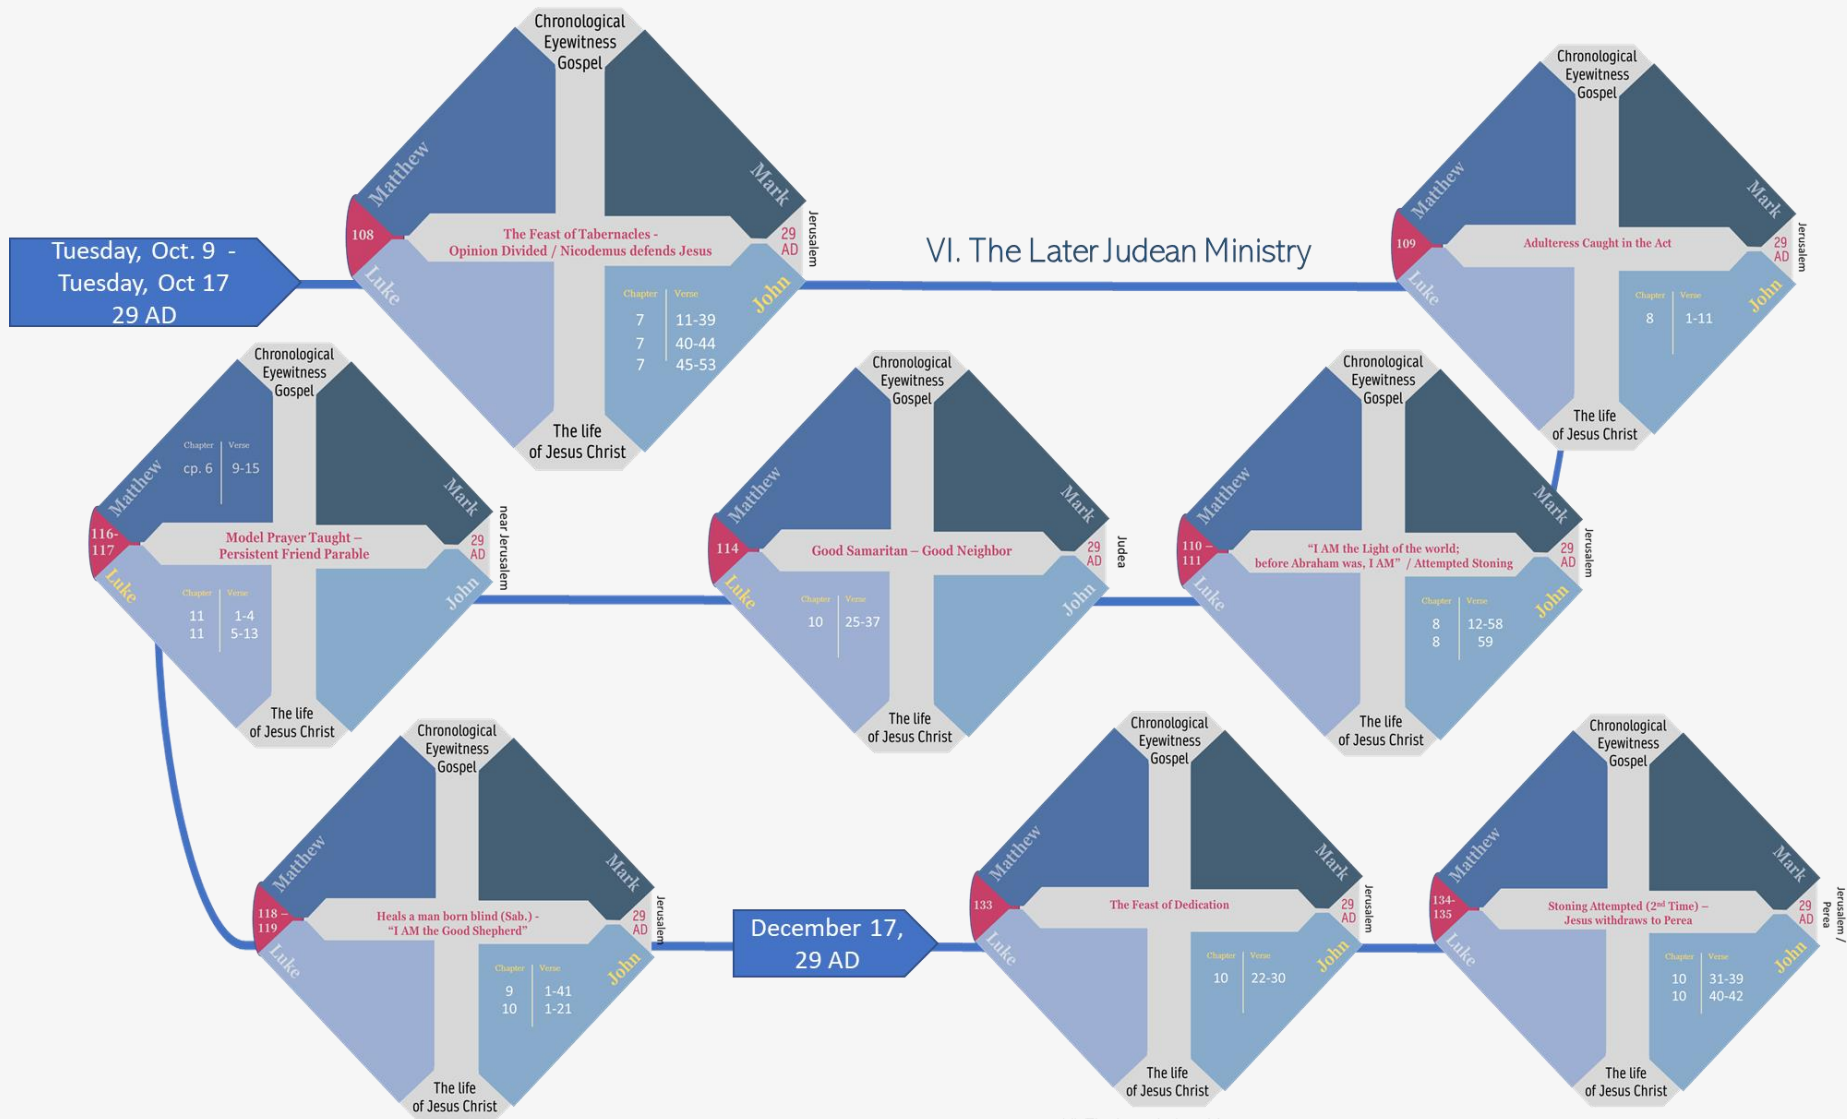 Tuesday, Oct. 9 -
Tuesday, Oct 17
29 AD
Chronological
Eyewitness
Gospel
Matthew
Mark
108
The Feast of Tabernacles -
Opinion Divided / Nicodemus defends Jesus
29
AD
Jerusalem
Luke
John
Chapter Verse
7 11-39
7 40-44
7 45-53
The life
of Jesus Christ
VI. The Later Judean Ministry
Chronological
Eyewitness
Gospel
Matthew
Mark
109
Adulteress Caught in the Act
29
AD
Jerusalem
Luke
John
Chapter Verse
8 1-11
The life
of Jesus Christ
Chronological
Eyewitness
Gospel
Matthew
Chapter Verse
cp. 6 9-15
Mark
116-
117
Model Prayer Taught –
Persistent Friend Parable
29
AD
near Jerusalem
Luke
Chapter Verse
11 1-4
11 5-13
John
The life
of Jesus Christ
Chronological
Eyewitness
Gospel
Matthew
Mark
114
Good Samaritan – Good Neighbor
29
AD
Judea
Luke
Chapter Verse
10 25-37
John
The life
of Jesus Christ
Chronological
Eyewitness
Gospel
Matthew
Mark
110 –
111
“I AM the Light of the world;
before Abraham was, I AM” / Attempted Stoning
29
AD
Jerusalem
Luke
John
Chapter Verse
8 12-58
8 59
The life
of Jesus Christ
Chronological
Eyewitness
Gospel
Matthew
Mark
118 –
119
Heals a man born blind (Sab.) -
“I AM the Good Shepherd”
29
AD
Jerusalem
Luke
John
Chapter Verse
9 1-41
10 1-21
The life
of Jesus Christ
December 17,
29 AD
Chronological
Eyewitness
Gospel
Matthew
Mark
133
The Feast of Dedication
29
AD
Jerusalem
Luke
John
Chapter Verse
10 22-30
The life
of Jesus Christ
Chronological
Eyewitness
Gospel
Matthew
Mark
134-
135
Stoning Attempted (2nd Time) –
Jesus withdraws to Perea
29
AD
Jerusalem /
Perea
Luke
John
Chapter Verse
10 31-39
10 40-42
The life
of Jesus Christ